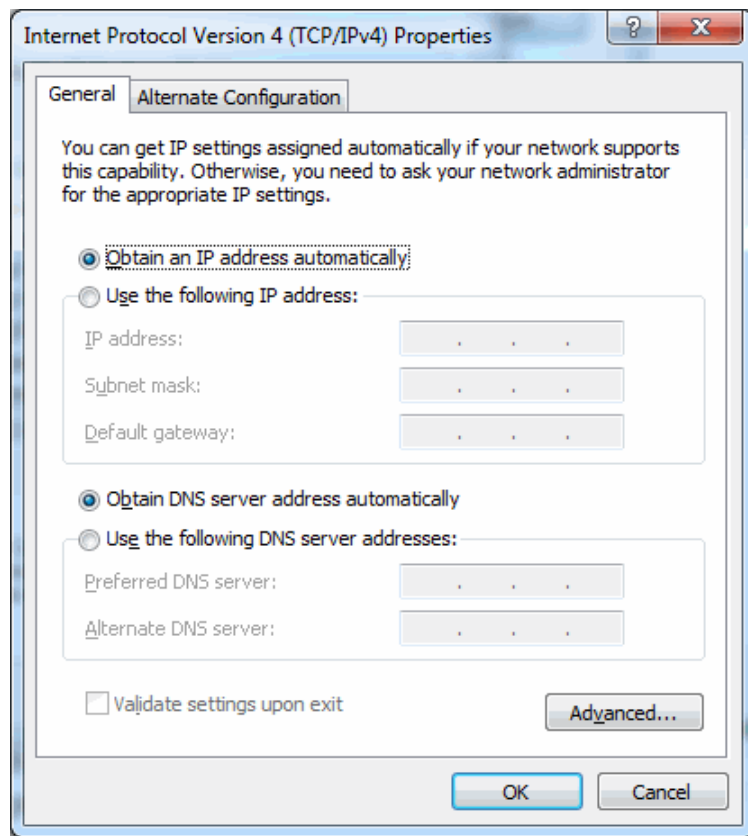 Internet Protocol Version 4 (TCP/IPv4) Properties
General
Alternate Configuration
You can get IP settings assigned automatically if your network supports
this capability. Otherwise, you need to ask your network administrator
for the appropriate IP settings.
Obtain an IP address automatically
Use the following IP address:
IP address:
. . .
Subnet mask:
. . .
Default gateway:
. . .
Obtain DNS server address automatically
Use the following DNS server addresses:
Preferred DNS server:
. . .
Alternate DNS server:
. . .
Validate settings upon exit
Advanced...
OK
Cancel